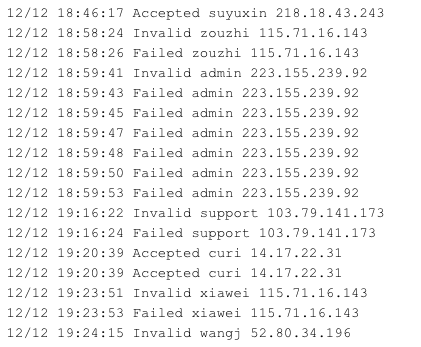 12/12 18:46:17 Accepted suyuxin 218.18.43.243
12/12 18:58:24 Invalid zouzhi 115.71.16.143
12/12 18:58:26 Failed zouzhi 115.71.16.143
12/12 18:59:41 Invalid admin 223.155.239.92
12/12 18:59:43 Failed admin 223.155.239.92
12/12 18:59:45 Failed admin 223.155.239.92
12/12 18:59:47 Failed admin 223.155.239.92
12/12 18:59:48 Failed admin 223.155.239.92
12/12 18:59:50 Failed admin 223.155.239.92
12/12 18:59:53 Failed admin 223.155.239.92
12/12 19:16:22 Invalid support 103.79.141.173
12/12 19:16:24 Failed support 103.79.141.173
12/12 19:20:39 Accepted curi 14.17.22.31
12/12 19:20:39 Accepted curi 14.17.22.31
12/12 19:23:51 Invalid xiawei 115.71.16.143
12/12 19:23:53 Failed xiawei 115.71.16.143
12/12 19:24:15 Invalid wangj 52.80.34.196